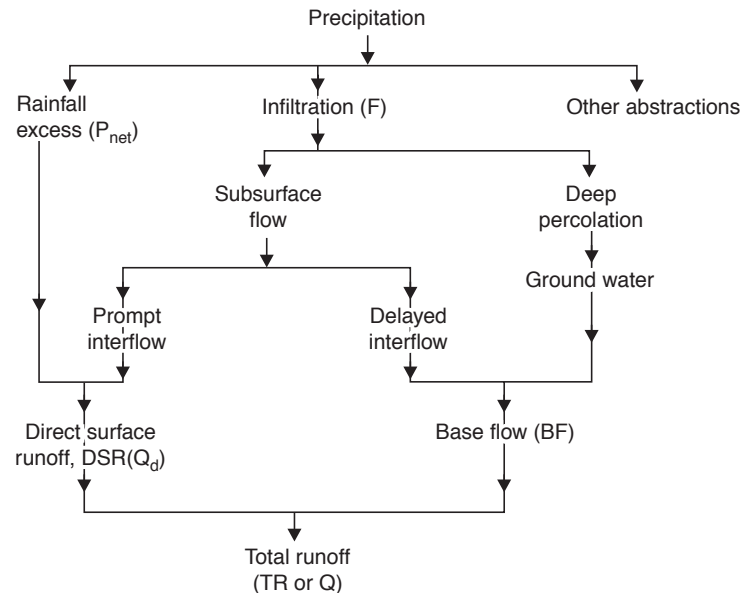 Precipitation
Rainfall
excess (Pnet)
Infiltration (F)
Other abstractions
Subsurface
flow
Deep
percolation
Ground water
Prompt
interflow
Delayed
interflow
Direct surface
runoff, DSR(Qd)
Base flow (BF)
Total runoff
(TR or Q)